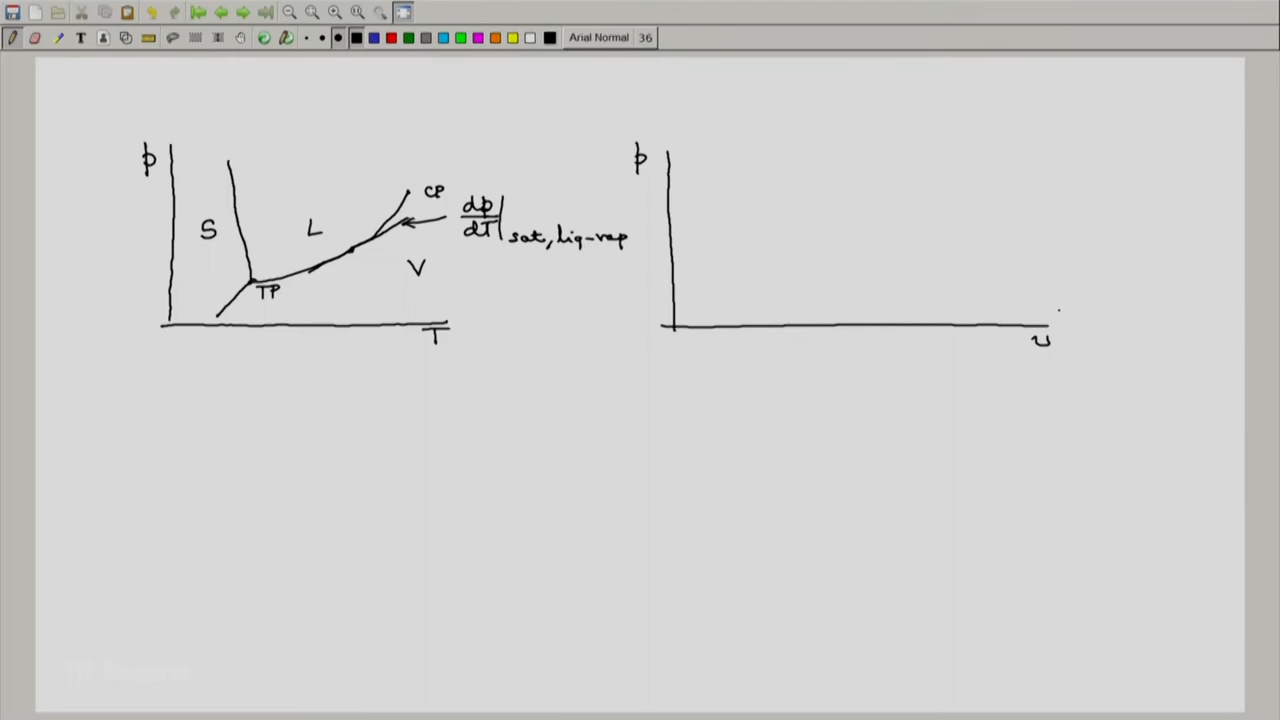 Arial Normal 36
p
S
L
V
TP
CP
dp/dT|sat, liq-vap
T
p
v